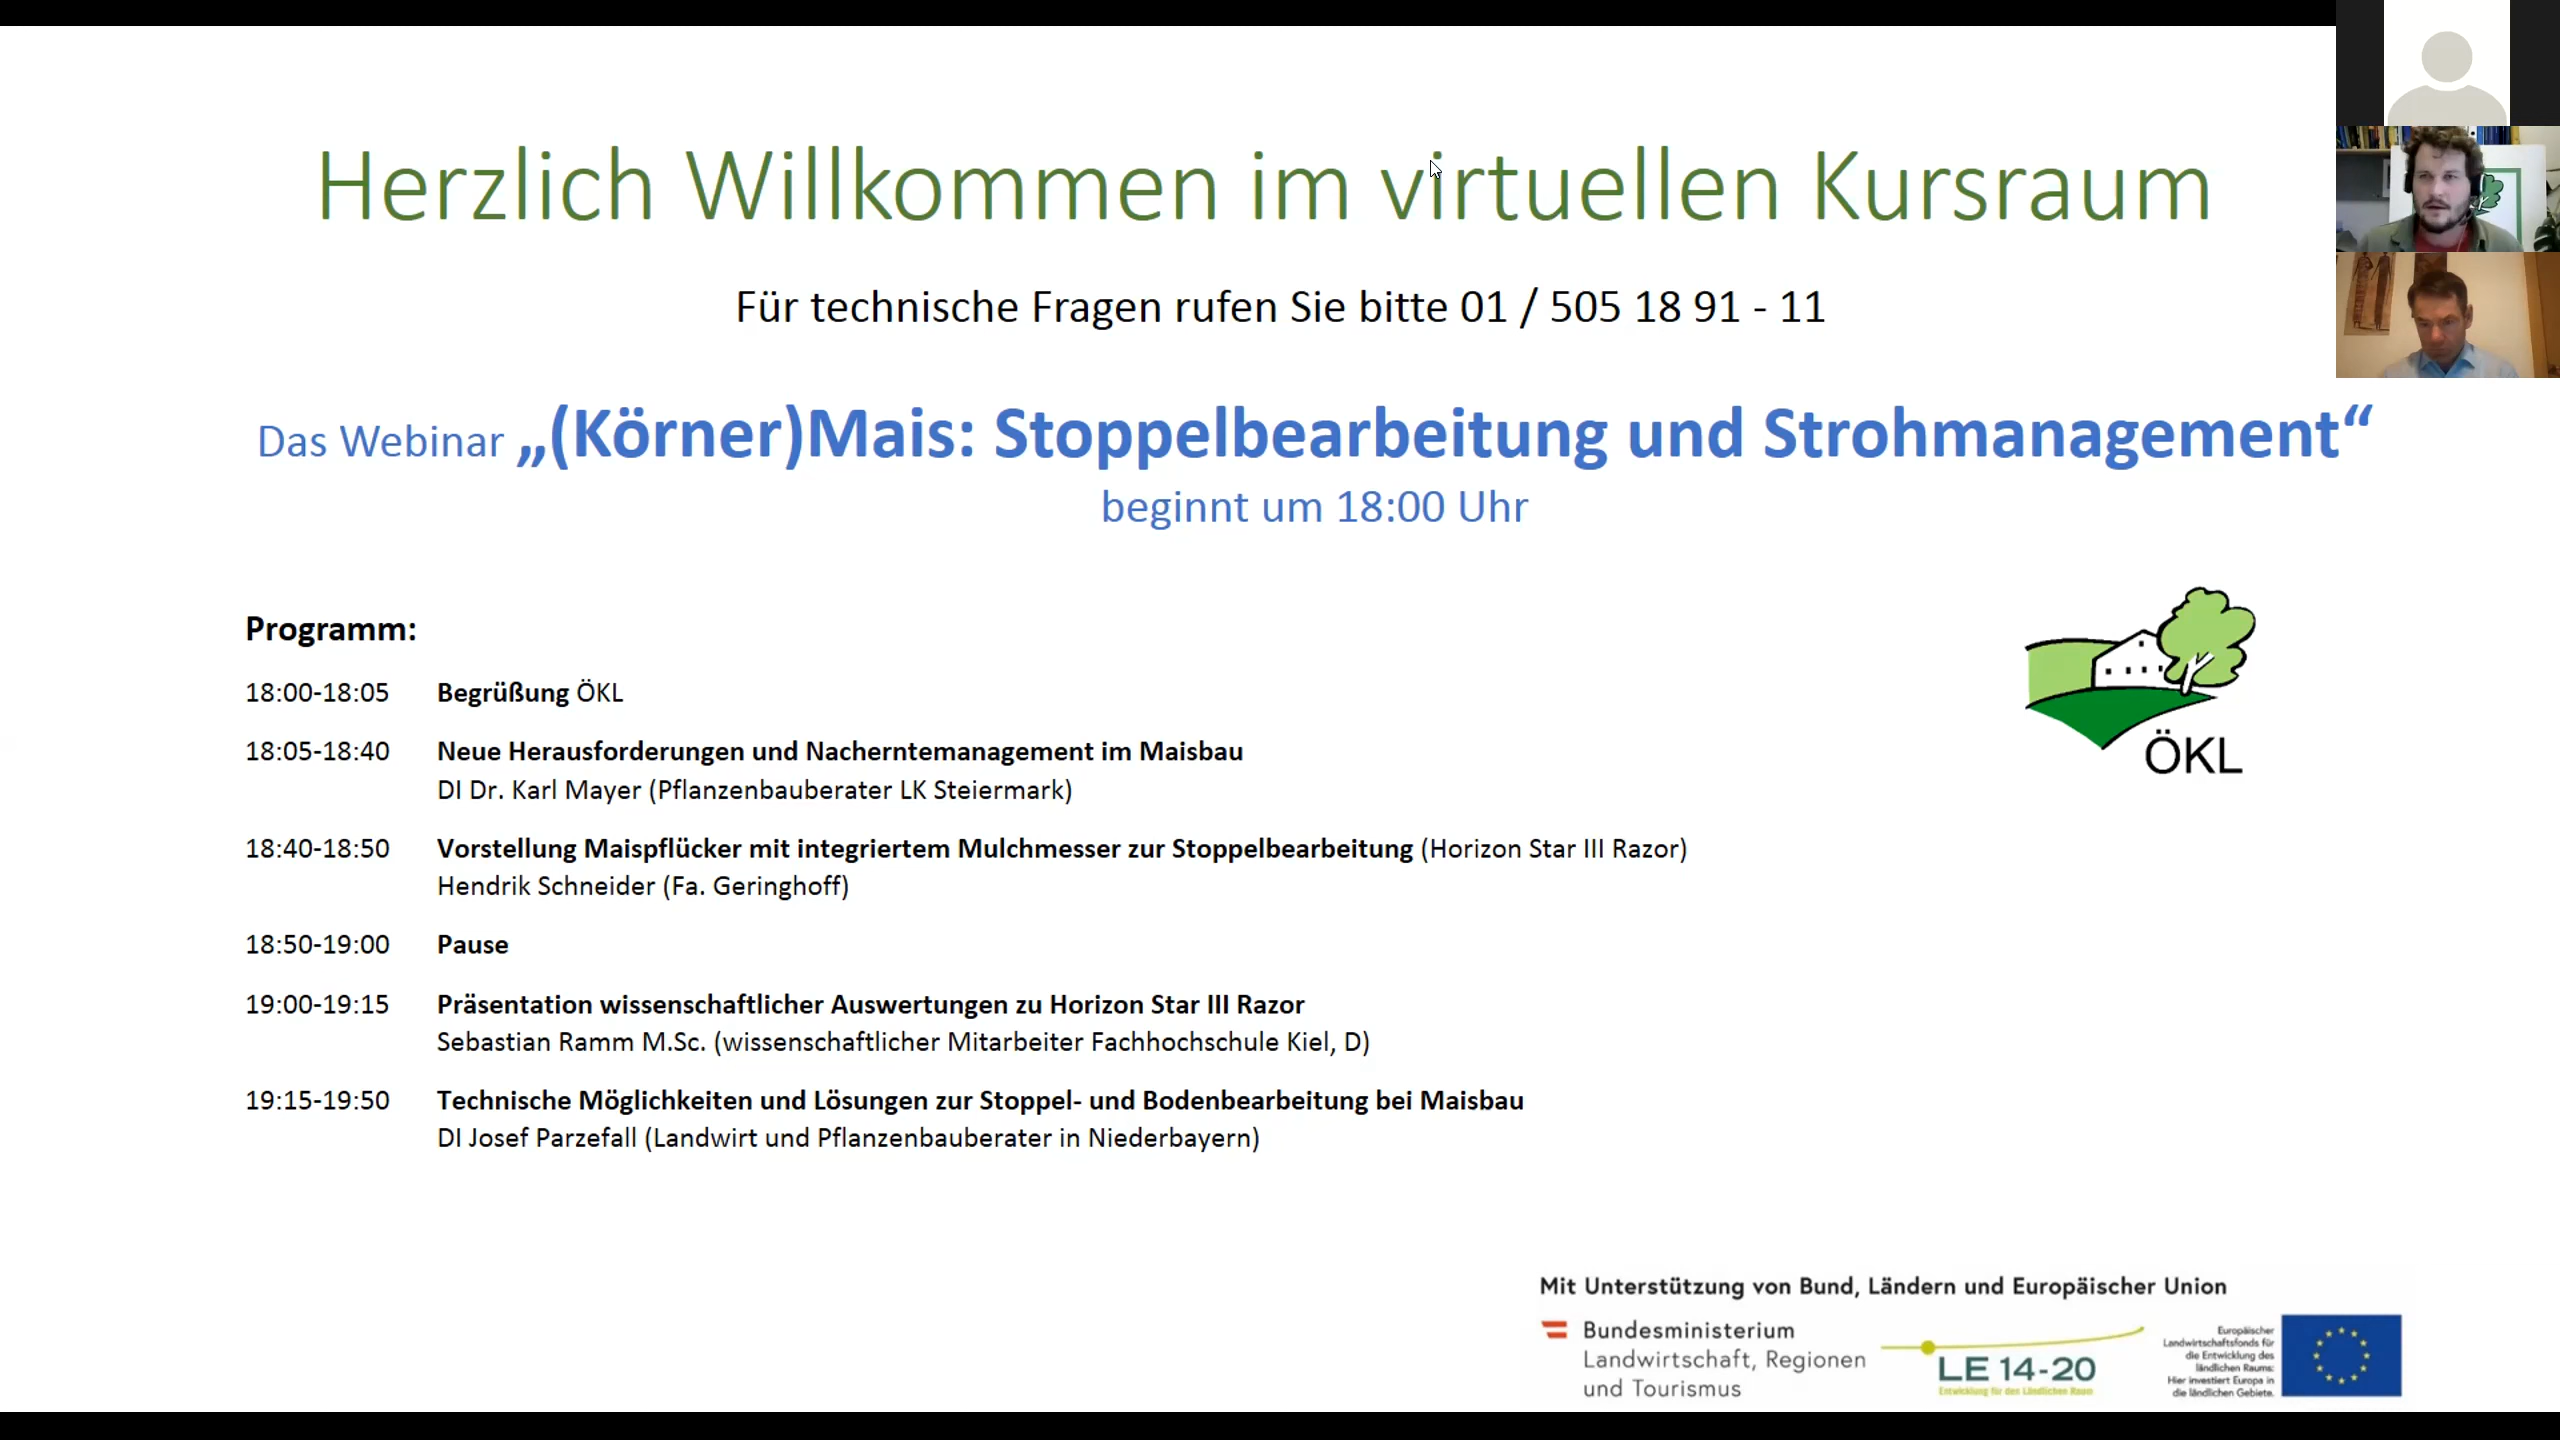 Herzlich Willkommen im virtuellen Kursraum
Für technische Fragen rufen Sie bitte 01 / 505 18 91 - 11
Das Webinar „(Körner)Mais: Stoppelbearbeitung und Strohmanagement“
beginnt um 18:00 Uhr
Programm:
18:00-18:05 Begrüßung ÖKL
18:05-18:40 Neue Herausforderungen und Nacherntemanagement im Maisbau
DI Dr. Karl Mayer (Pflanzenbauberater LK Steiermark)
18:40-18:50 Vorstellung Maispflücker mit integriertem Mulchmesser zur Stoppelbearbeitung (Horizon Star III Razor)
Hendrik Schneider (Fa. Geringhoff)
18:50-19:00 Pause
19:00-19:15 Präsentation wissenschaftlicher Auswertungen zu Horizon Star III Razor
Sebastian Ramm M.Sc. (wissenschaftlicher Mitarbeiter Fachhochschule Kiel, D)
19:15-19:50 Technische Möglichkeiten und Lösungen zur Stoppel- und Bodenbearbeitung bei Maisbau
DI Josef Parzefall (Landwirt und Pflanzenbauberater in Niederbayern)
ÖKL
Mit Unterstützung von Bund, Ländern und Europäischer Union
Bundesministerium
Landwirtschaft, Regionen
und Tourismus
LE 14-20
Entwicklung für den Ländlichen Raum
Europäischer
Landwirtschaftsfonds für
die Entwicklung des
ländlichen Raums:
Hier investiert Europa in
die ländlichen Gebiete.